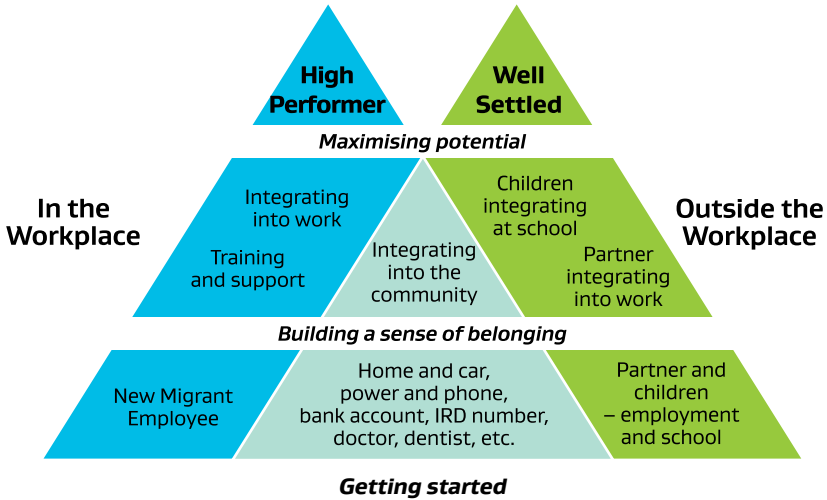 High
Performer
Well
Settled
Maximising potential
In the
Workplace
Integrating
into work
Training
and support
Integrating
into the
community
Children
integrating
at school
Partner
integrating
into work
Outside the
Workplace
Building a sense of belonging
New Migrant
Employee
Home and car,
power and phone,
bank account, IRD number,
doctor, dentist, etc.
Partner and
children
– employment
and school
Getting started